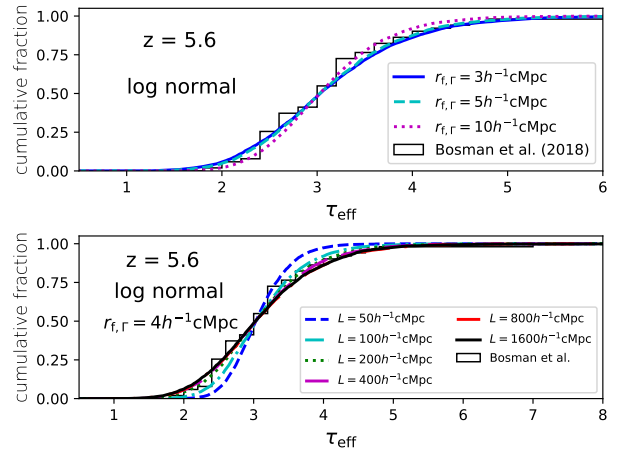 cumulative fraction
1.00
0.75
0.50
0.25
0.00
z = 5.6
log normal
r_f,Γ = 3h⁻¹cMpc
r_f,Γ = 5h⁻¹cMpc
r_f,Γ = 10h⁻¹cMpc
Bosman et al. (2018)
1 2 3 4 5 6
τ_eff
cumulative fraction
1.00
0.75
0.50
0.25
0.00
z = 5.6
log normal
r_f,Γ = 4h⁻¹cMpc
L = 50h⁻¹cMpc
L = 100h⁻¹cMpc
L = 200h⁻¹cMpc
L = 400h⁻¹cMpc
L = 800h⁻¹cMpc
L = 1600h⁻¹cMpc
Bosman et al.
1 2 3 4 5 6 7 8
τ_eff